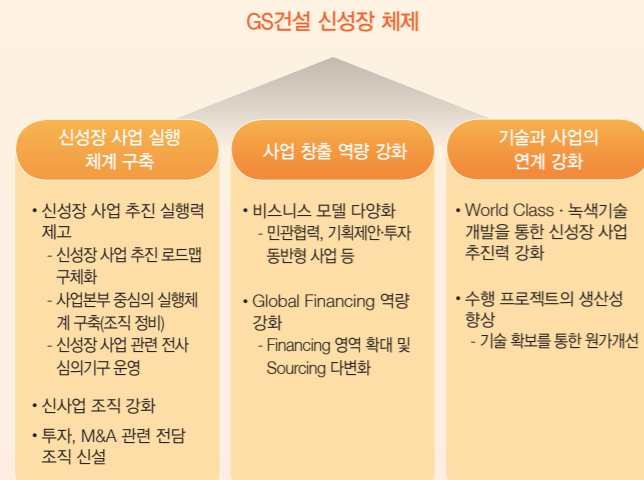 GS건설 신성장 체제
신성장 사업 실행
체계 구축
• 신성장 사업 추진 실행력
제고
- 신성장 사업 추진 로드맵
구체화
- 사업본부 중심의 실행체
계 구축(조직 정비)
- 신성장 사업 관련 전사
심의기구 운영
• 신사업 조직 강화
• 투자, M&A 관련 전담
조직 신설
사업 창출 역량 강화
• 비즈니스 모델 다양화
- 민관협력, 기획제안·투자
동반형 사업 등
• Global Financing 역량
강화
- Financing 영역 확대 및
Sourcing 다변화
기술과 사업의
연계 강화
• World Class · 녹색기술
개발을 통한 신성장 사업
추진력 강화
• 수행 프로젝트의 생산성
향상
- 기술 확보를 통한 원가개선